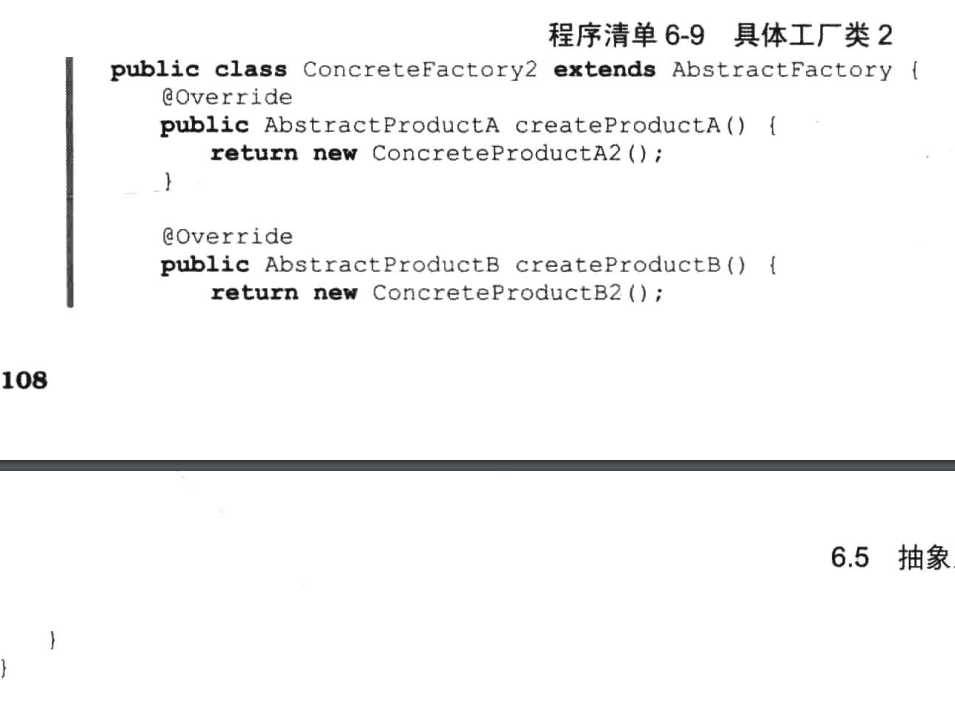 程序清单 6-9 具体工厂类 2
public class ConcreteFactory2 extends AbstractFactory {
@Override
public AbstractProductA createProductA() {
return new ConcreteProductA2();
}
@Override
public AbstractProductB createProductB() {
return new ConcreteProductB2();
108
6.5 抽象
}
}